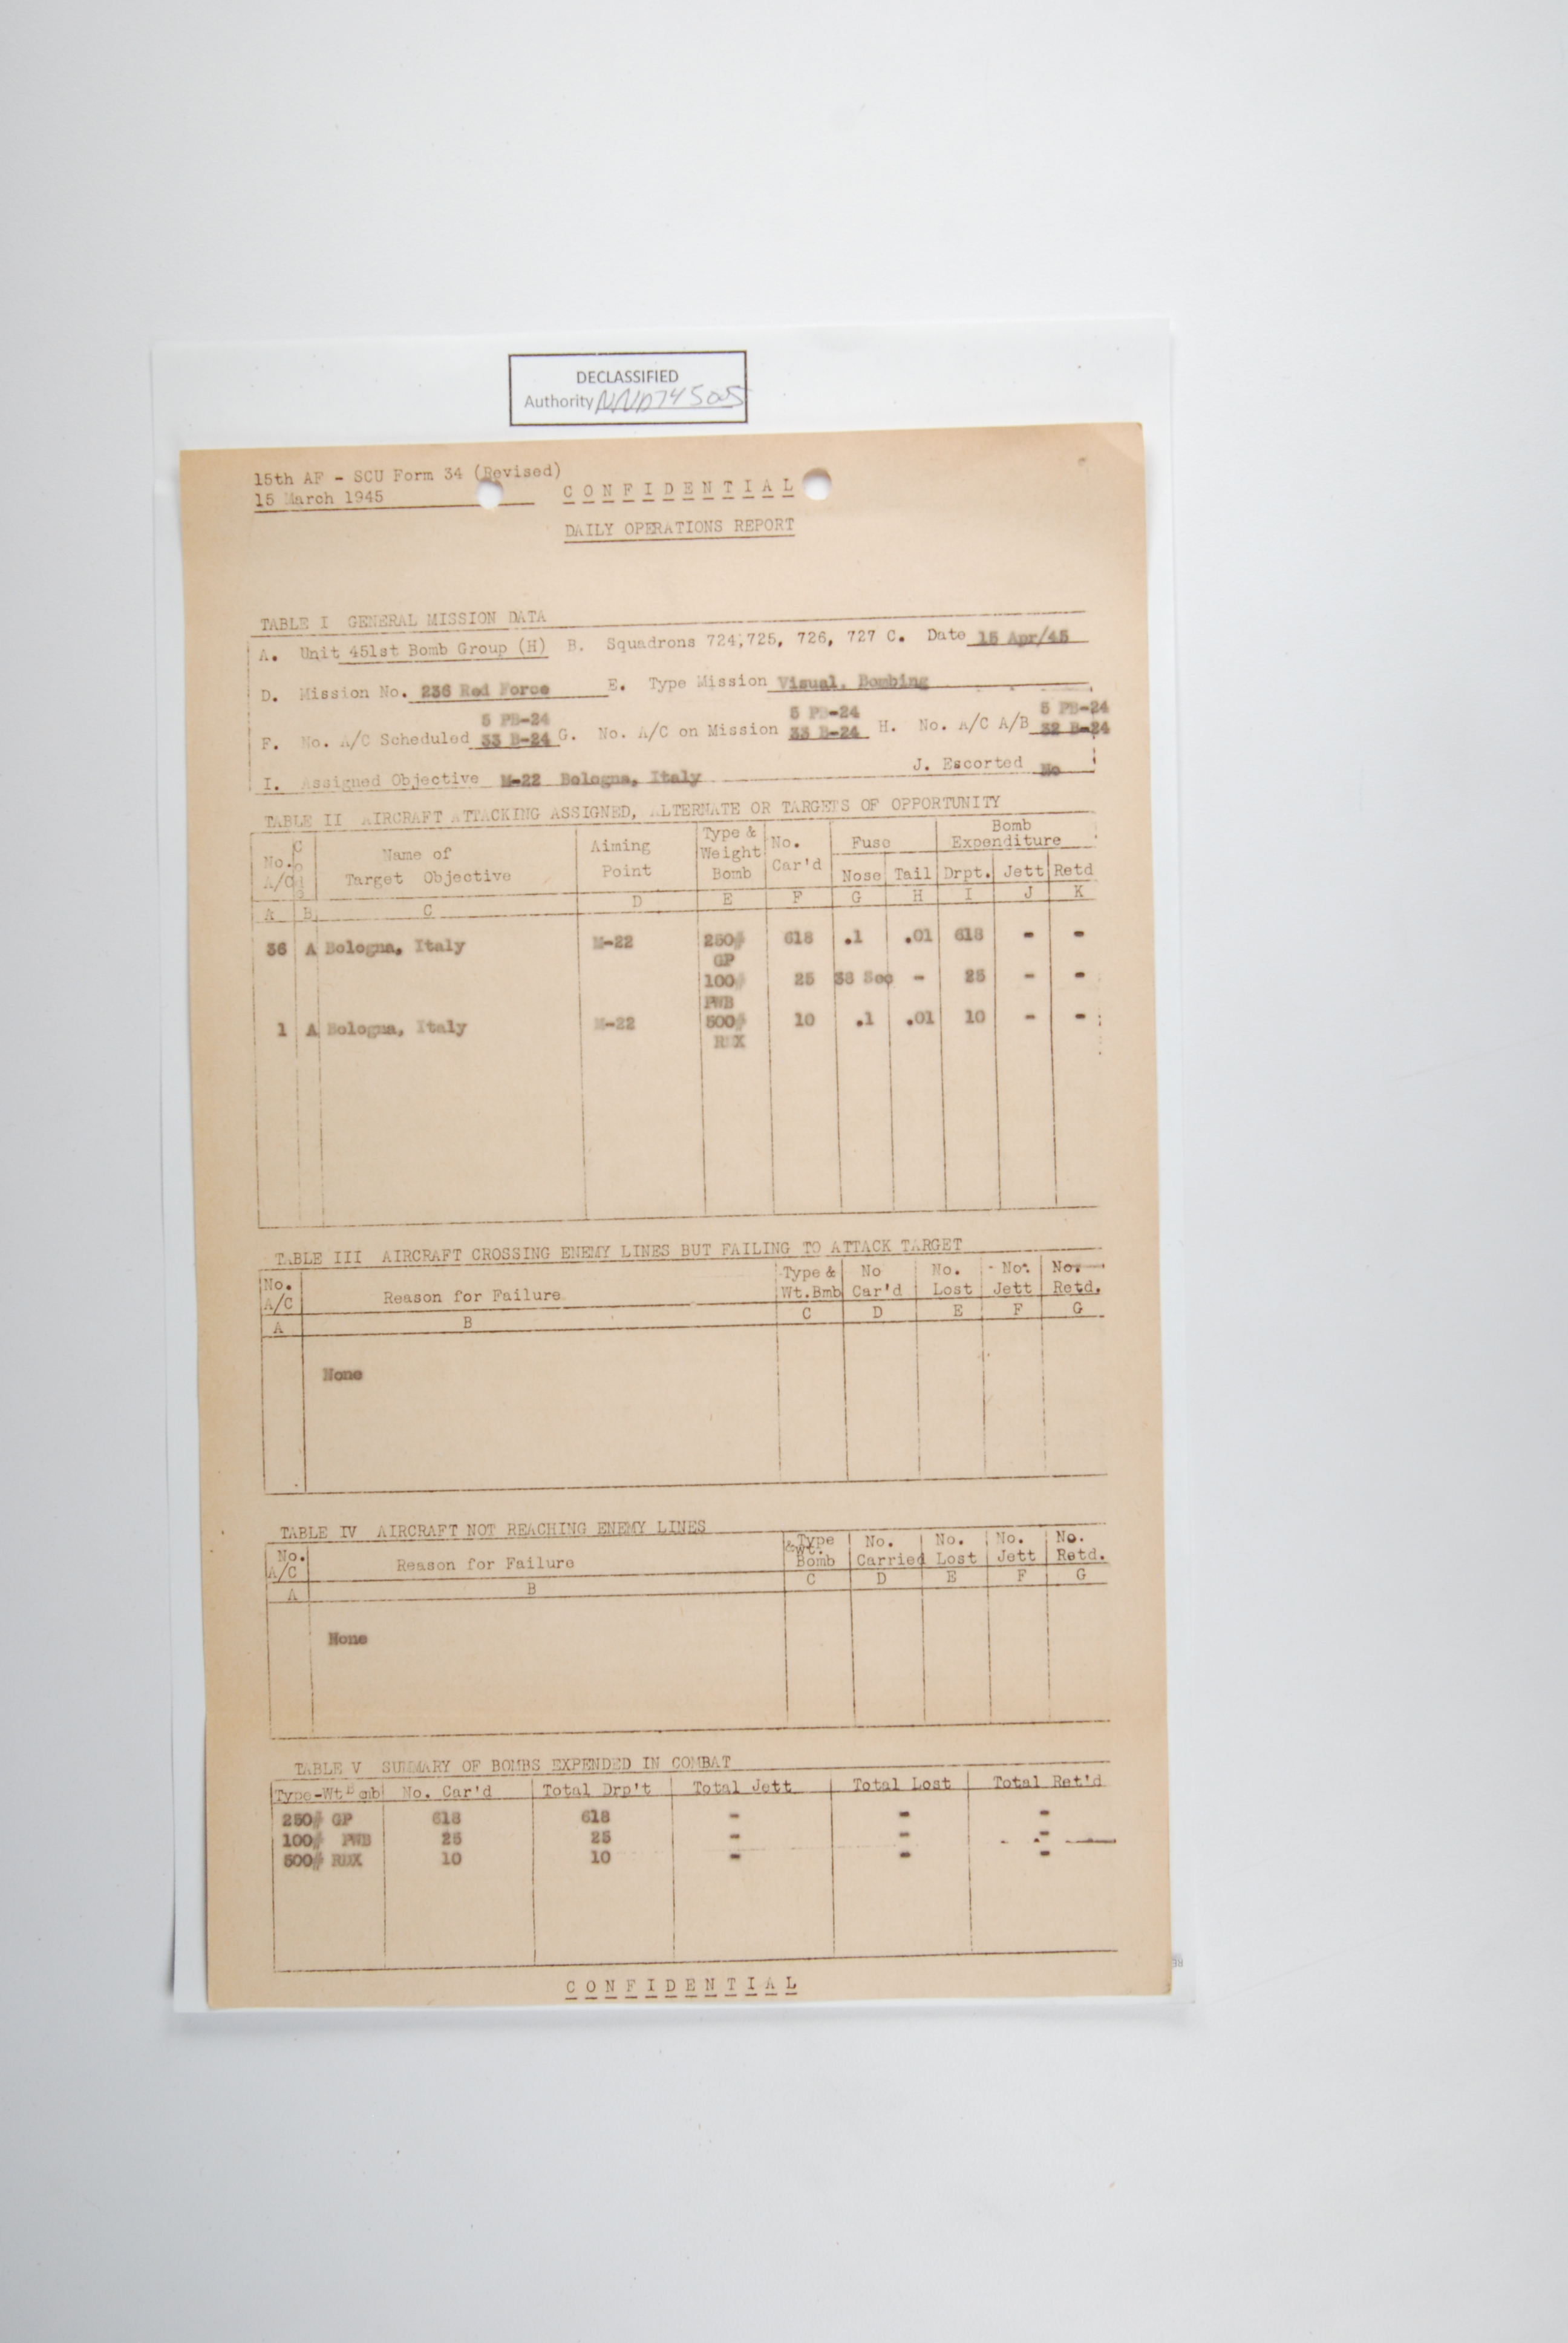 DECLASSIFIED
Authority NND745005
15th AF - SCU Form 34 (Revised)
15 March 1945
CONFIDENTIAL
DAILY OPERATIONS REPORT
TABLE I GENERAL MISSION DATA
A. Unit 451st Bomb Group (H) B. Squadrons 724, 725, 726, 727 C. Date 15 Apr/45
D. Mission No. 236 Red Force E. Type Mission Visual. Bombing
5 PB-24 5 PB-24 5 PB-24
F. No. A/C Scheduled 33 B-24 G. No. A/C on Mission 33 B-24 H. No. A/C A/B 32 B-24
I. Assigned Objective M-22 Bologna, Italy J. Escorted No
TABLE II AIRCRAFT ATTACKING ASSIGNED, ALTERNATE OR TARGETS OF OPPORTUNITY
No. A/C Code Name of Target Objective Aiming Point Type & Weight Bomb No. Car'd Fuse Bomb Expenditure
Nose Tail Drpt. Jett Retd
A B C D E F G H I J K
36 A Bologna, Italy M-22 250# 618 .1 .01 618 - -
GP
100# 25 38 Sec - 25 - -
PWB
1 A Bologna, Italy M-22 500# 10 .1 .01 10 - -
RDX
TABLE III AIRCRAFT CROSSING ENEMY LINES BUT FAILING TO ATTACK TARGET
No. Type & No No. No. No.
A/C Reason for Failure Wt.Bmb Car'd Lost Jett Retd.
A B C D E F G
None
TABLE IV AIRCRAFT NOT REACHING ENEMY LINES
No. Type & Wt. No. No. No. No.
A/C Reason for Failure Bomb Carried Lost Jett Retd.
A B C D E F G
None
TABLE V SUMMARY OF BOMBS EXPENDED IN COMBAT
Type-Wt Bomb No. Car'd Total Drp't Total Jett Total Lost Total Ret'd
250# GP 618 618 - - -
100# PWB 25 25 - - -
500# RDX 10 10 - - -
CONFIDENTIAL